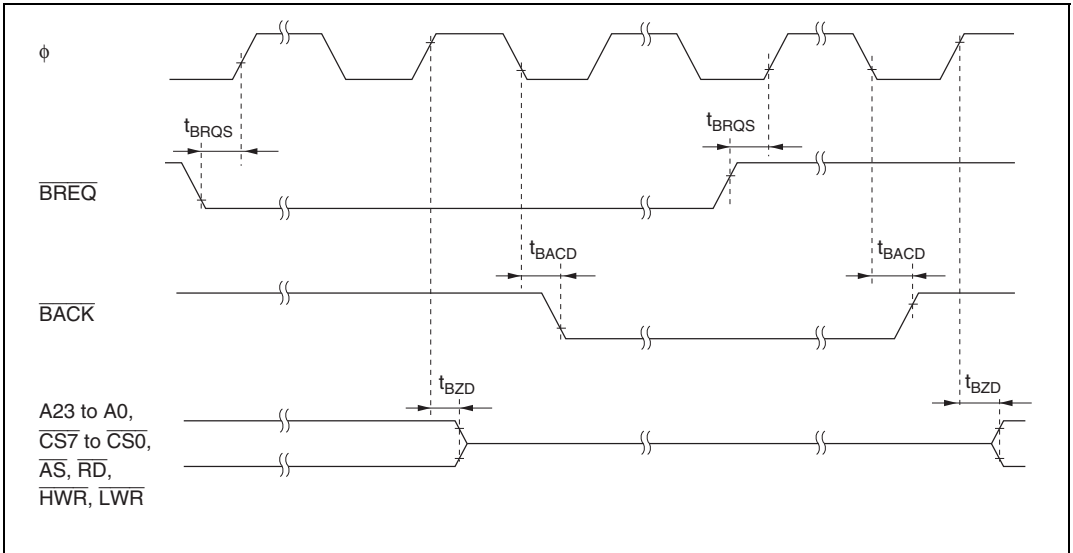 ϕ
tBRQS
tBRQS
BREQ
tBACD
tBACD
BACK
tBZD
tBZD
A23 to A0,
CS7 to CS0,
AS, RD,
HWR, LWR